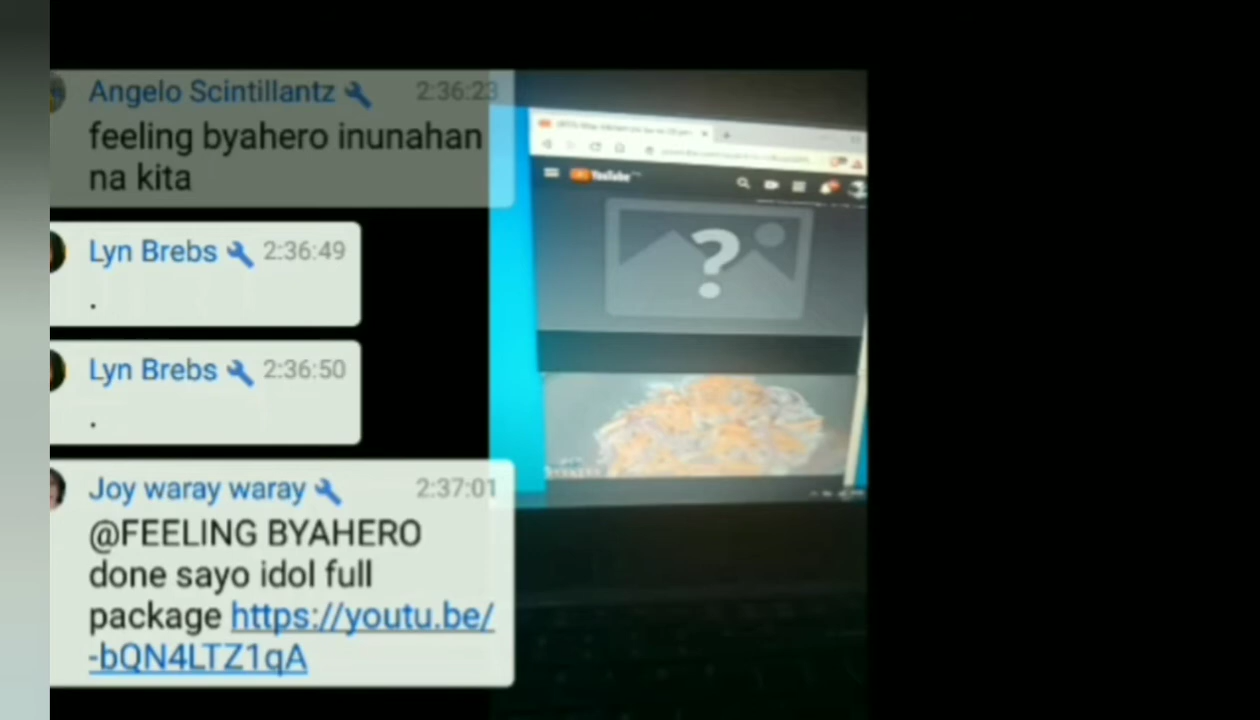 Angelo Scintillantz 2:36:23
feeling byahero inunahan
na kita
Lyn Brebs 2:36:49
.
Lyn Brebs 2:36:50
.
Joy waray waray 2:37:01
@FEELING BYAHERO
done sayo idol full
package https://youtu.be/
-bQN4LTZ1qA
YouTube
?